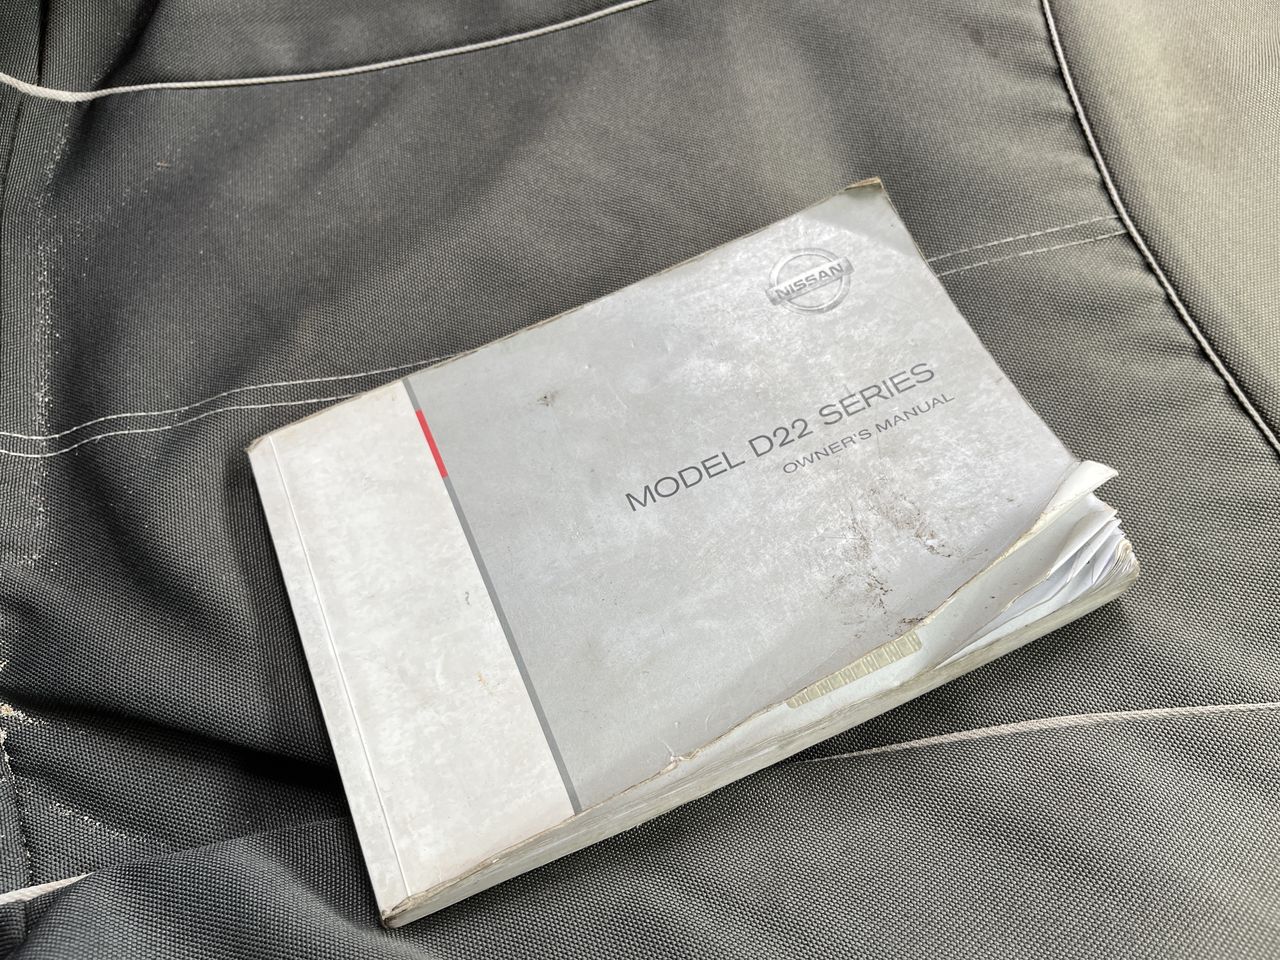 NISSAN
MODEL D22 SERIES
OWNER'S MANUAL